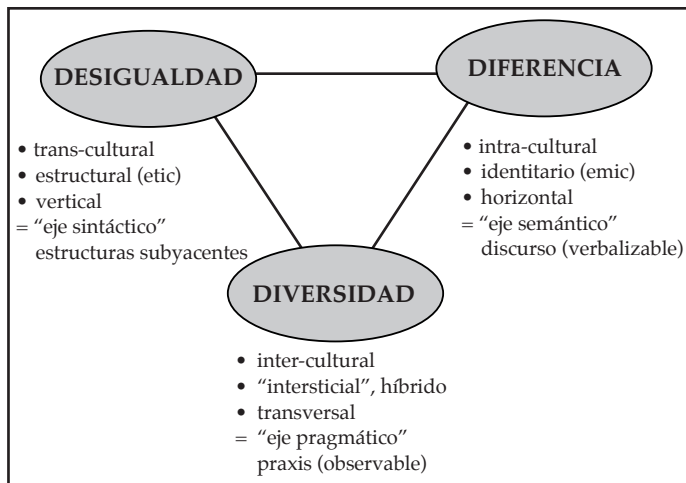 DESIGUALDAD
• trans-cultural
• estructural (etic)
• vertical
= “eje sintáctico”
estructuras subyacentes
DIFERENCIA
• intra-cultural
• identitario (emic)
• horizontal
= “eje semántico”
discurso (verbalizable)
DIVERSIDAD
• inter-cultural
• “intersticial”, híbrido
• transversal
= “eje pragmático”
praxis (observable)